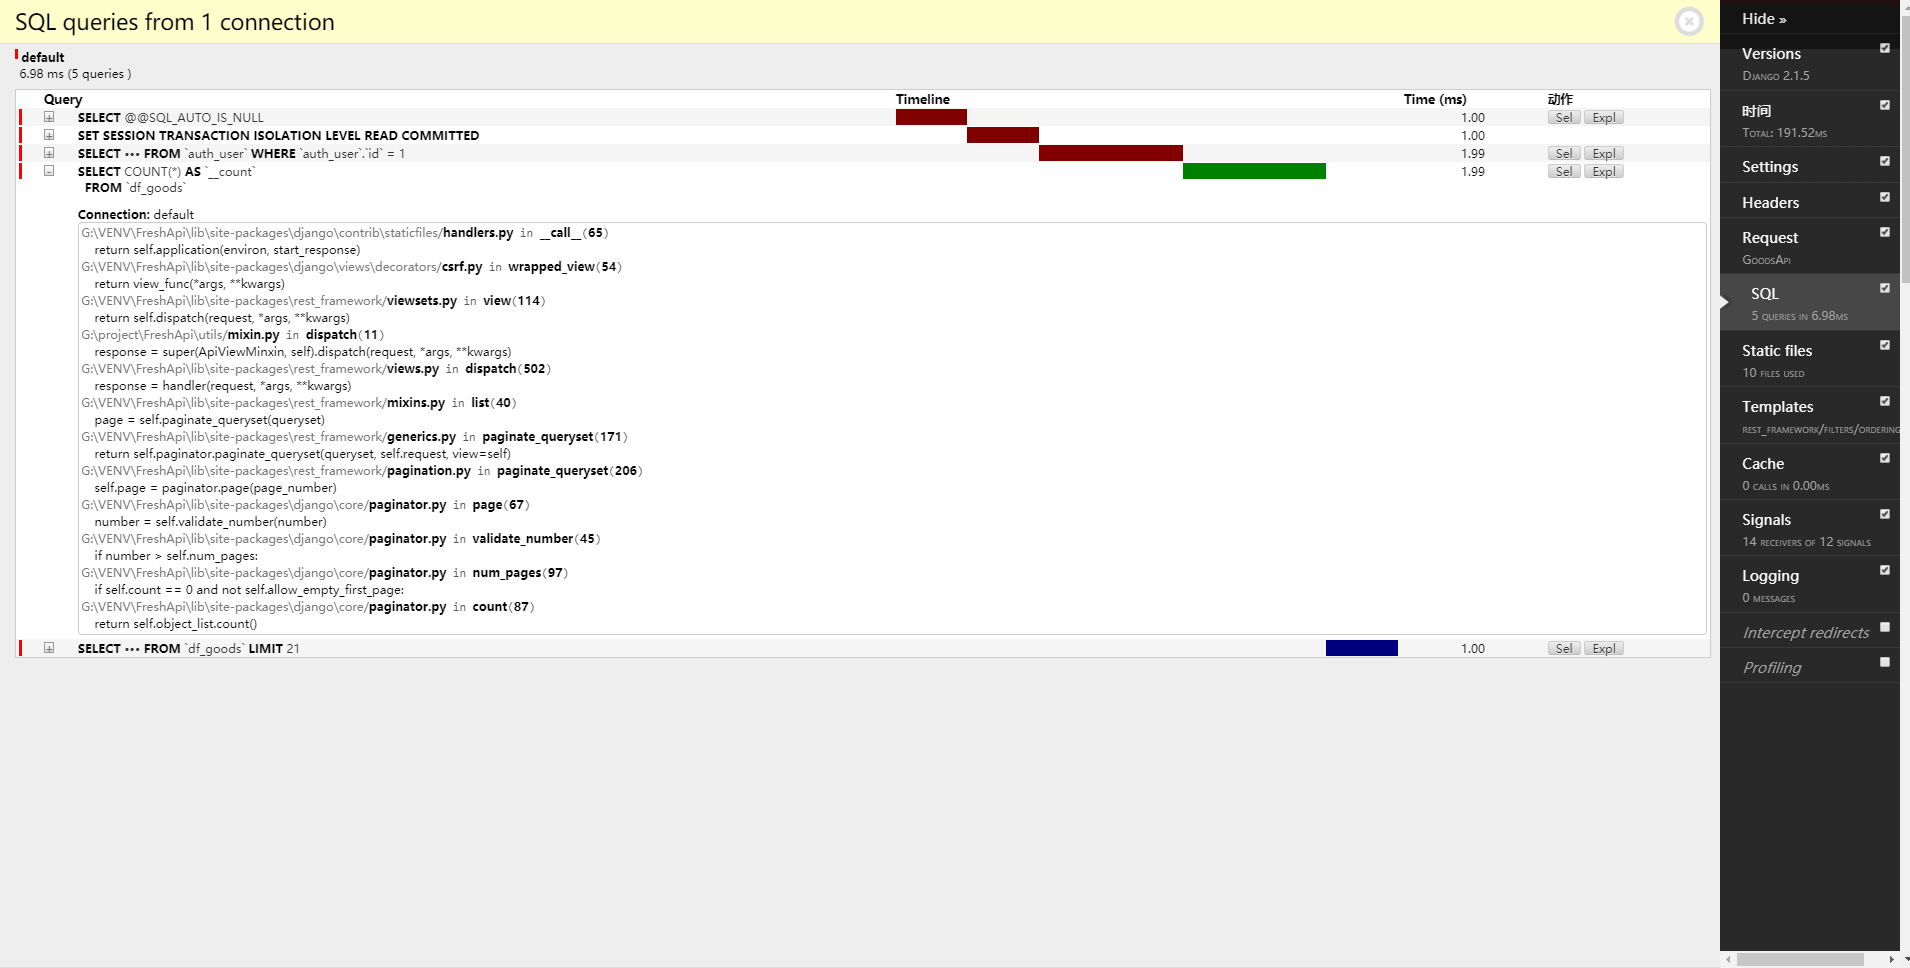 SQL queries from 1 connection
default
6.98 ms (5 queries )
Query Timeline Time (ms) 动作
SELECT @@SQL_AUTO_IS_NULL 1.00 Sel Expl
SET SESSION TRANSACTION ISOLATION LEVEL READ COMMITTED 1.00
SELECT ••• FROM `auth_user` WHERE `auth_user`.`id` = 1 1.99 Sel Expl
SELECT COUNT(*) AS `__count` 1.99 Sel Expl
FROM `df_goods`
Connection: default
G:\VENV\FreshApi\lib\site-packages\django\contrib\staticfiles/handlers.py in __call__(65)
return self.application(environ, start_response)
G:\VENV\FreshApi\lib\site-packages\django\views\decorators/csrf.py in wrapped_view(54)
return view_func(*args, **kwargs)
G:\VENV\FreshApi\lib\site-packages\rest_framework/viewsets.py in view(114)
return self.dispatch(request, *args, **kwargs)
G:\project\FreshApi\utils/mixin.py in dispatch(11)
response = super(ApiViewMinxin, self).dispatch(request, *args, **kwargs)
G:\VENV\FreshApi\lib\site-packages\rest_framework/views.py in dispatch(502)
response = handler(request, *args, **kwargs)
G:\VENV\FreshApi\lib\site-packages\rest_framework/mixins.py in list(40)
page = self.paginate_queryset(queryset)
G:\VENV\FreshApi\lib\site-packages\rest_framework/generics.py in paginate_queryset(171)
return self.paginator.paginate_queryset(queryset, self.request, view=self)
G:\VENV\FreshApi\lib\site-packages\rest_framework/pagination.py in paginate_queryset(206)
self.page = paginator.page(page_number)
G:\VENV\FreshApi\lib\site-packages\django\core/paginator.py in page(67)
number = self.validate_number(number)
G:\VENV\FreshApi\lib\site-packages\django\core/paginator.py in validate_number(45)
if number > self.num_pages:
G:\VENV\FreshApi\lib\site-packages\django\core/paginator.py in num_pages(97)
if self.count == 0 and not self.allow_empty_first_page:
G:\VENV\FreshApi\lib\site-packages\django\core/paginator.py in count(87)
return self.object_list.count()
SELECT ••• FROM `df_goods` LIMIT 21 1.00 Sel Expl
Hide »
Versions
Django 2.1.5
时间
Total: 191.52ms
Settings
Headers
Request
GoodsApi
SQL
5 queries in 6.98ms
Static files
10 files used
Templates
rest_framework/filters/ordering
Cache
0 calls in 0.00ms
Signals
14 receivers of 12 signals
Logging
0 messages
Intercept redirects
Profiling